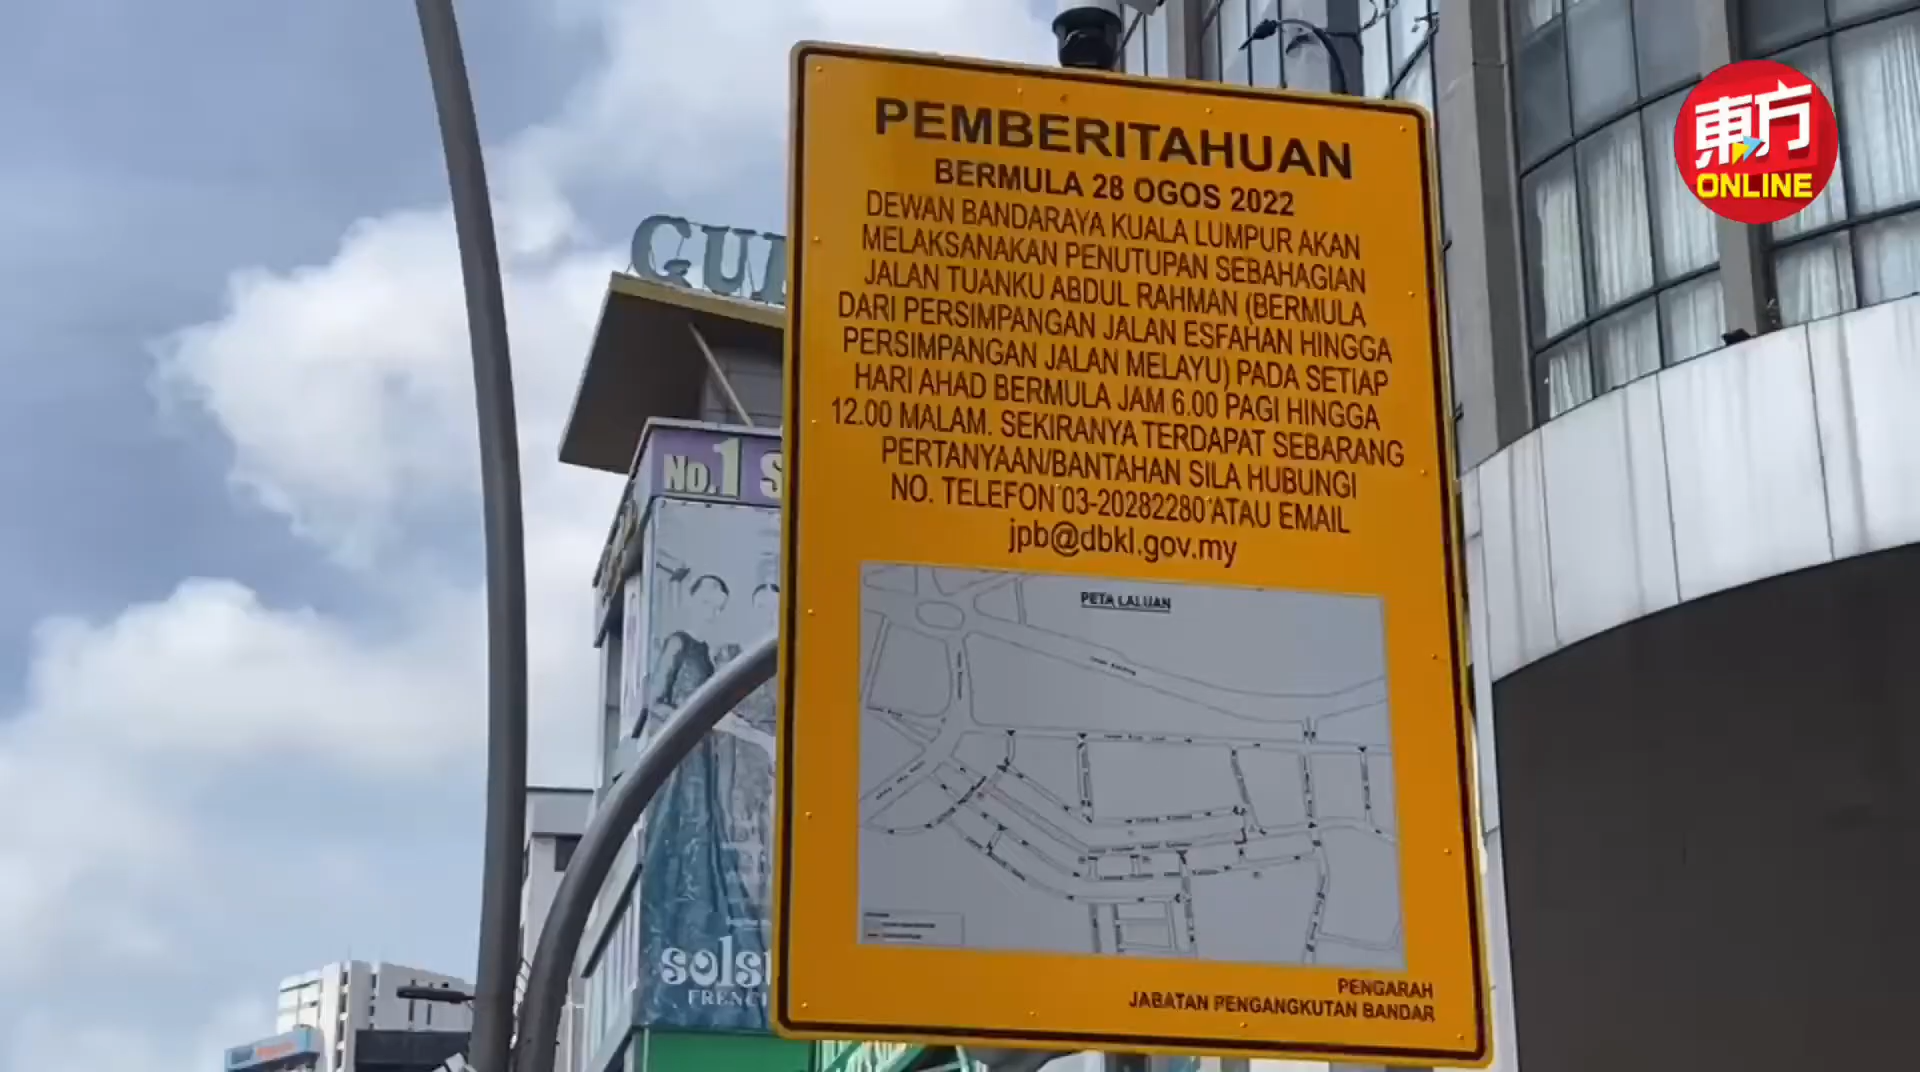 東方
ONLINE
PEMBERITAHUAN
BERMULA 28 OGOS 2022
DEWAN BANDARAYA KUALA LUMPUR AKAN
MELAKSANAKAN PENUTUPAN SEBAHAGIAN
JALAN TUANKU ABDUL RAHMAN (BERMULA
DARI PERSIMPANGAN JALAN ESFAHAN HINGGA
PERSIMPANGAN JALAN MELAYU) PADA SETIAP
HARI AHAD BERMULA JAM 6.00 PAGI HINGGA
12.00 MALAM. SEKIRANYA TERDAPAT SEBARANG
PERTANYAAN/BANTAHAN SILA HUBUNGI
NO. TELEFON 03-20282280 ATAU EMAIL
jpb@dbkl.gov.my
PETA LALUAN
PENGARAH
JABATAN PENGANGKUTAN BANDAR
GU
No.1 S
sols
FRENC